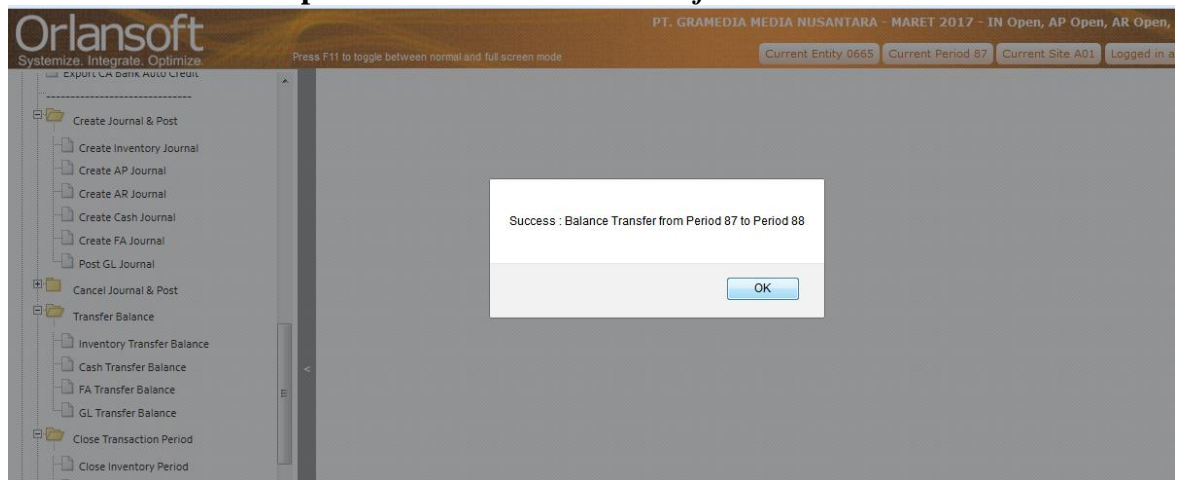 Orlansoft
Systemize. Integrate. Optimize.
PT. GRAMEDIA MEDIA NUSANTARA - MARET 2017 - IN Open, AP Open, AR Open,
Press F11 to toggle between normal and full screen mode
Current Entity 0665 Current Period 87 Current Site A01 Logged in a
Export CA Bank Auto Credit
-----------------------------
Create Journal & Post
Create Inventory Journal
Create AP Journal
Create AR Journal
Create Cash Journal
Create FA Journal
Post GL Journal
Cancel Journal & Post
Transfer Balance
Inventory Transfer Balance
Cash Transfer Balance
FA Transfer Balance
GL Transfer Balance
Close Transaction Period
Close Inventory Period
<
Success : Balance Transfer from Period 87 to Period 88
OK